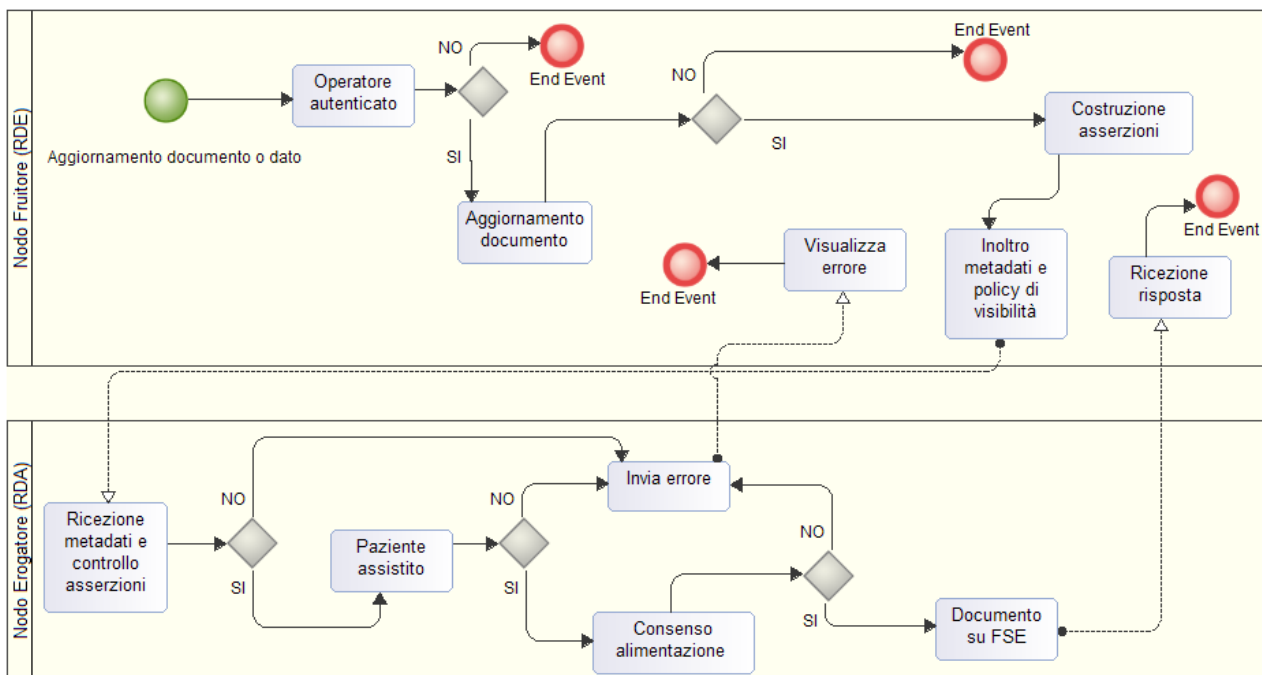 Nodo Fruitore (RDE)
Aggiornamento documento o dato
Operatore
autenticato
NO
SI
End Event
Aggiornamento
documento
NO
SI
End Event
Costruzione
asserzioni
Inoltro
metadati e
policy di
visibilità
Visualizza
errore
End Event
Ricezione
risposta
End Event
Nodo Erogatore (RDA)
Ricezione
metadati e
controllo
asserzioni
NO
SI
Paziente
assistito
NO
SI
Invia errore
Consenso
alimentazione
NO
SI
Documento
su FSE